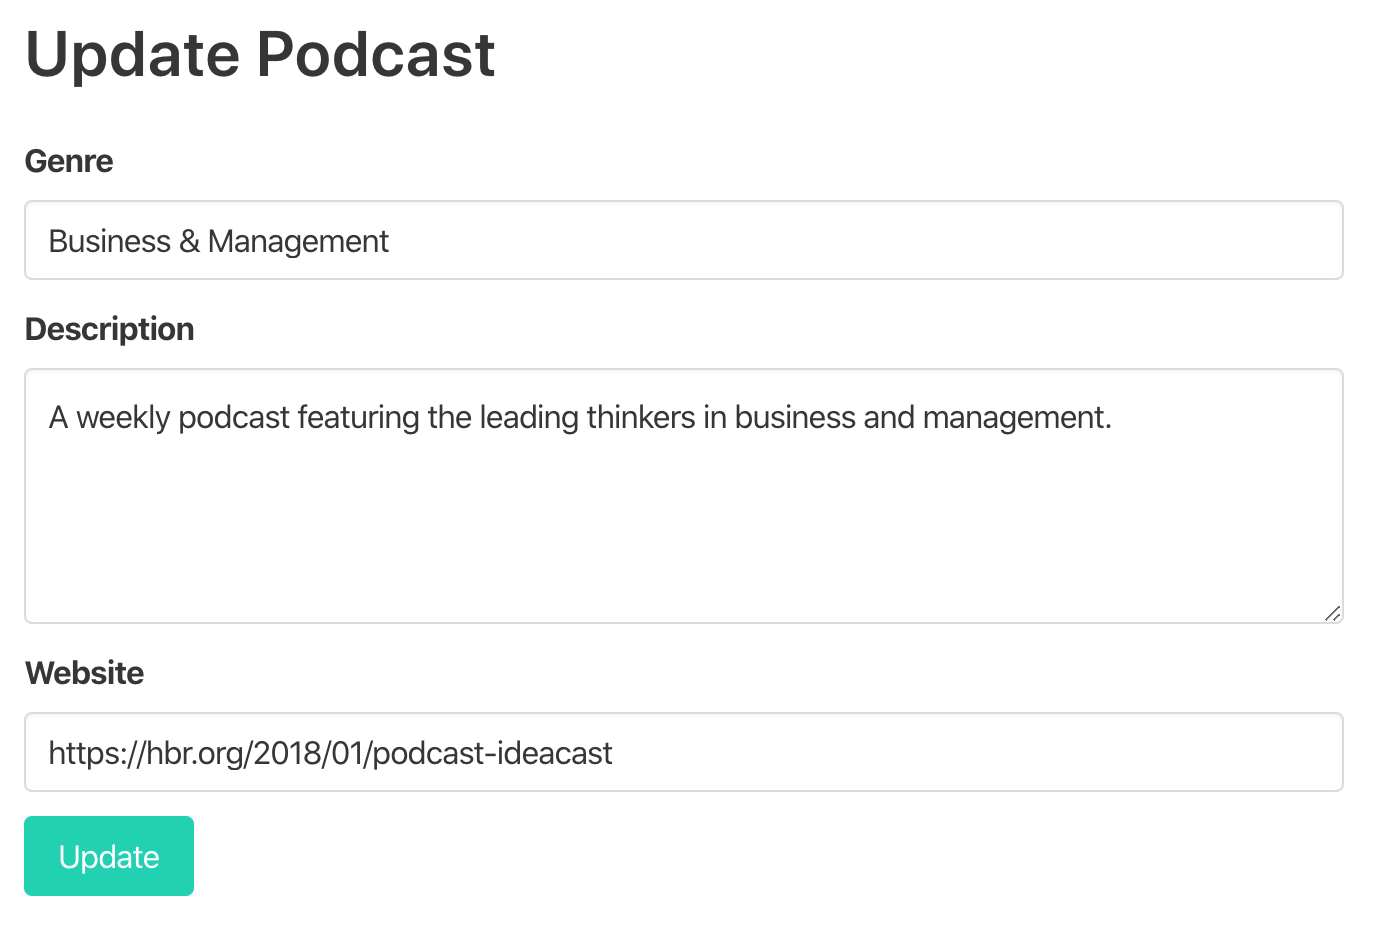 Update Podcast
Genre
Business & Management
Description
A weekly podcast featuring the leading thinkers in business and management.
Website
https://hbr.org/2018/01/podcast-ideacast
Update